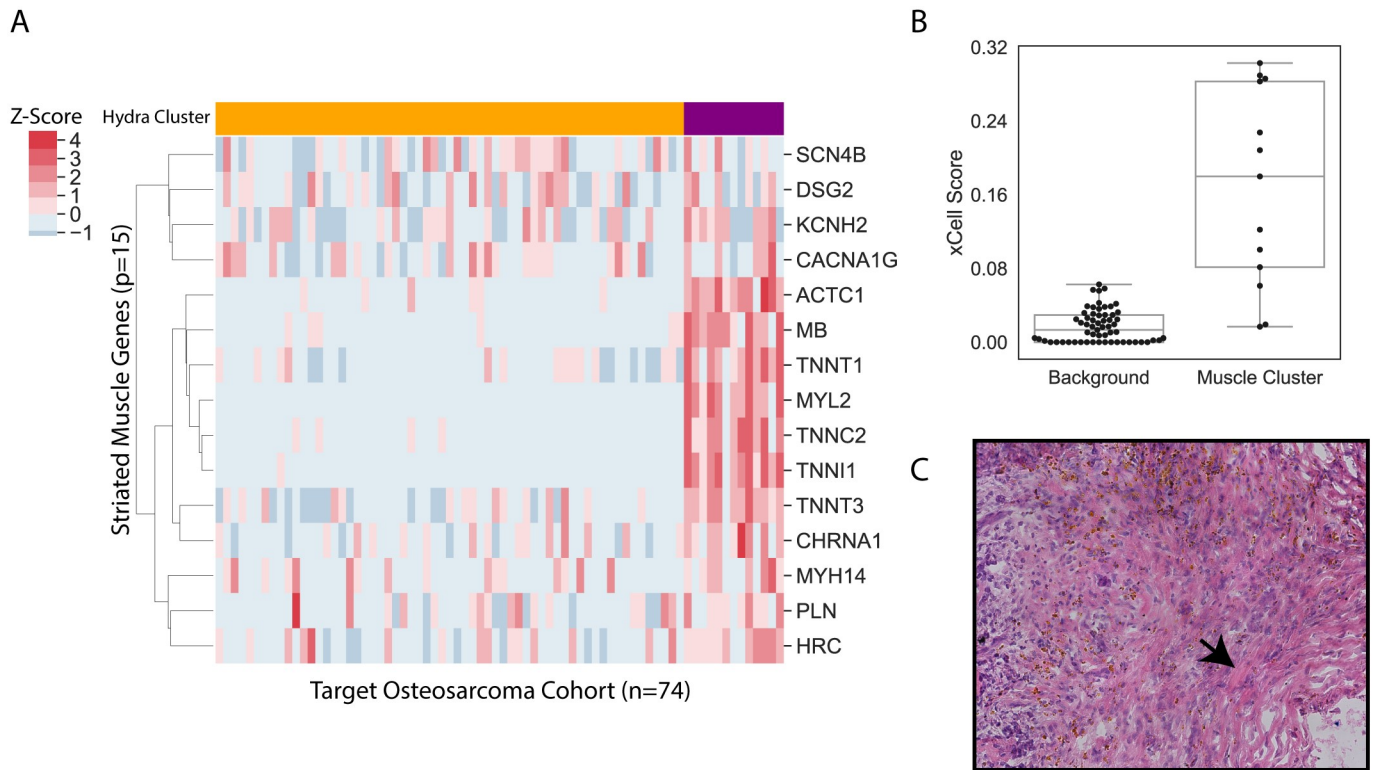 A
Z-Score
4
3
2
1
0
−1
Hydra Cluster
Striated Muscle Genes (p=15)
SCN4B
DSG2
KCNH2
CACNA1G
ACTC1
MB
TNNT1
MYL2
TNNC2
TNNI1
TNNT3
CHRNA1
MYH14
PLN
HRC
Target Osteosarcoma Cohort (n=74)
B
xCell Score
0.32
0.24
0.16
0.08
0.00
Background
Muscle Cluster
C